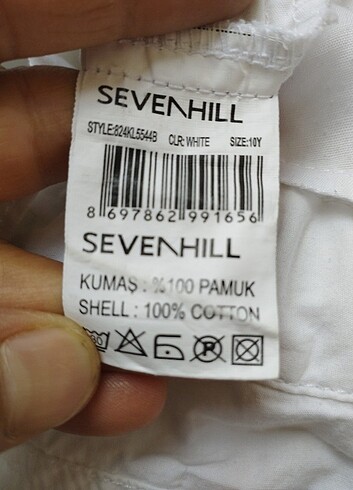 SEVENHILL
STYLE:824KL5544B CLR: WHITE SIZE:10Y
8 697862 991656
SEVENHILL
KUMAŞ : %100 PAMUK
SHELL : 100% COTTON
P